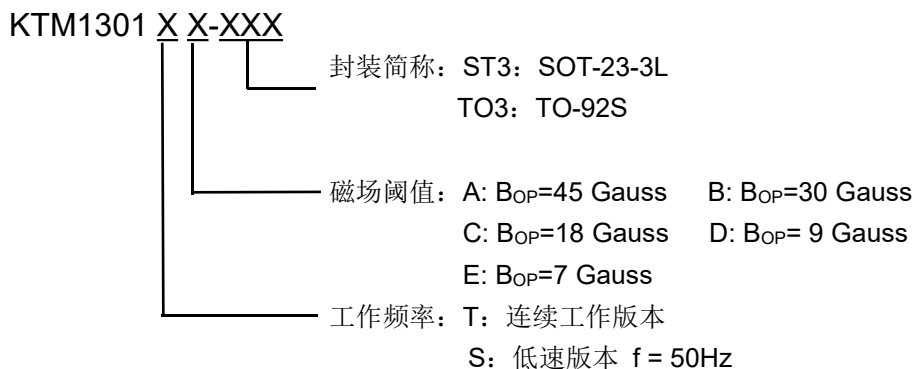 KTM1301 X X-XXX
封装简称：ST3：SOT-23-3L
TO3：TO-92S
磁场阈值：A: BOP=45 Gauss B: BOP=30 Gauss
C: BOP=18 Gauss D: BOP= 9 Gauss
E: BOP=7 Gauss
工作频率：T：连续工作版本
S：低速版本 f = 50Hz